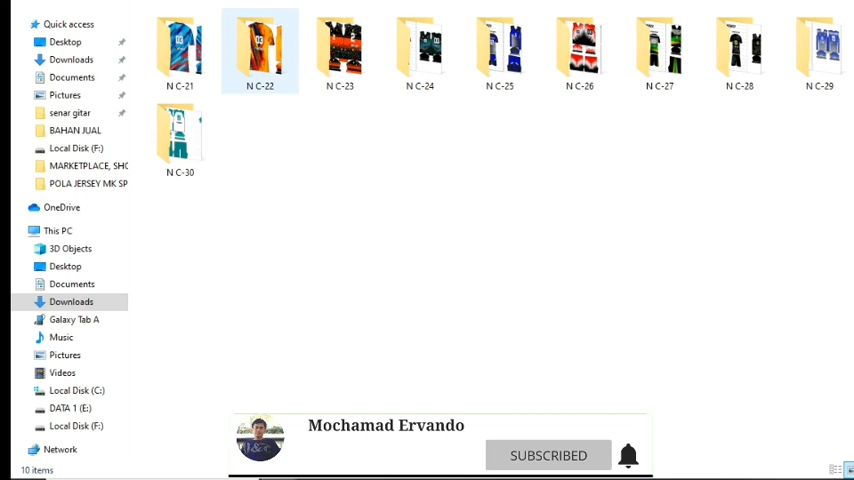 Quick access
Desktop
Downloads
Documents
Pictures
senar gitar
BAHAN JUAL
Local Disk (F:)
MARKETPLACE, SHO
POLA JERSEY MK SP
OneDrive
This PC
3D Objects
Desktop
Documents
Downloads
Galaxy Tab A
Music
Pictures
Videos
Local Disk (C:)
DATA 1 (E:)
Local Disk (F:)
Network
10 items
N C-21
N C-22
N C-23
N C-24
N C-25
N C-26
N C-27
N C-28
N C-29
N C-30
Mochamad Ervando
SUBSCRIBED